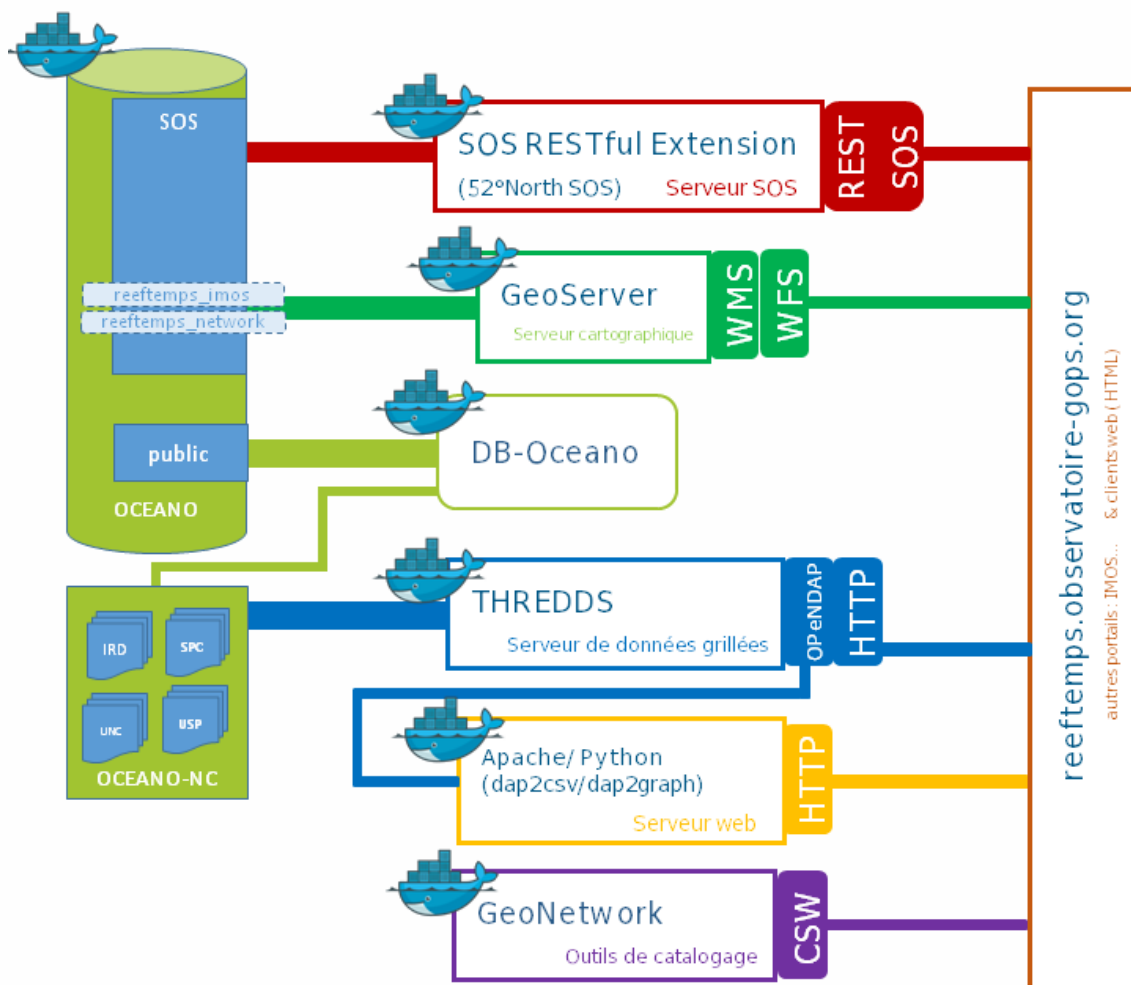 SOS
reeftemps_imos
reeftemps_network
public
OCEANO
IRD
SPC
UNC
USP
OCEANO-NC
SOS RESTful Extension
(52°North SOS) Serveur SOS
REST
SOS
GeoServer
Serveur cartographique
WMS
WFS
DB-Oceano
THREDDS
Serveur de données grillées
OPeNDAP
HTTP
Apache/ Python
(dap2csv/dap2graph)
Serveur web
HTTP
GeoNetwork
Outils de catalogage
CSW
reeftemps.observatoire-gops.org
autres portails : IMOS... & clients web ( HTML)